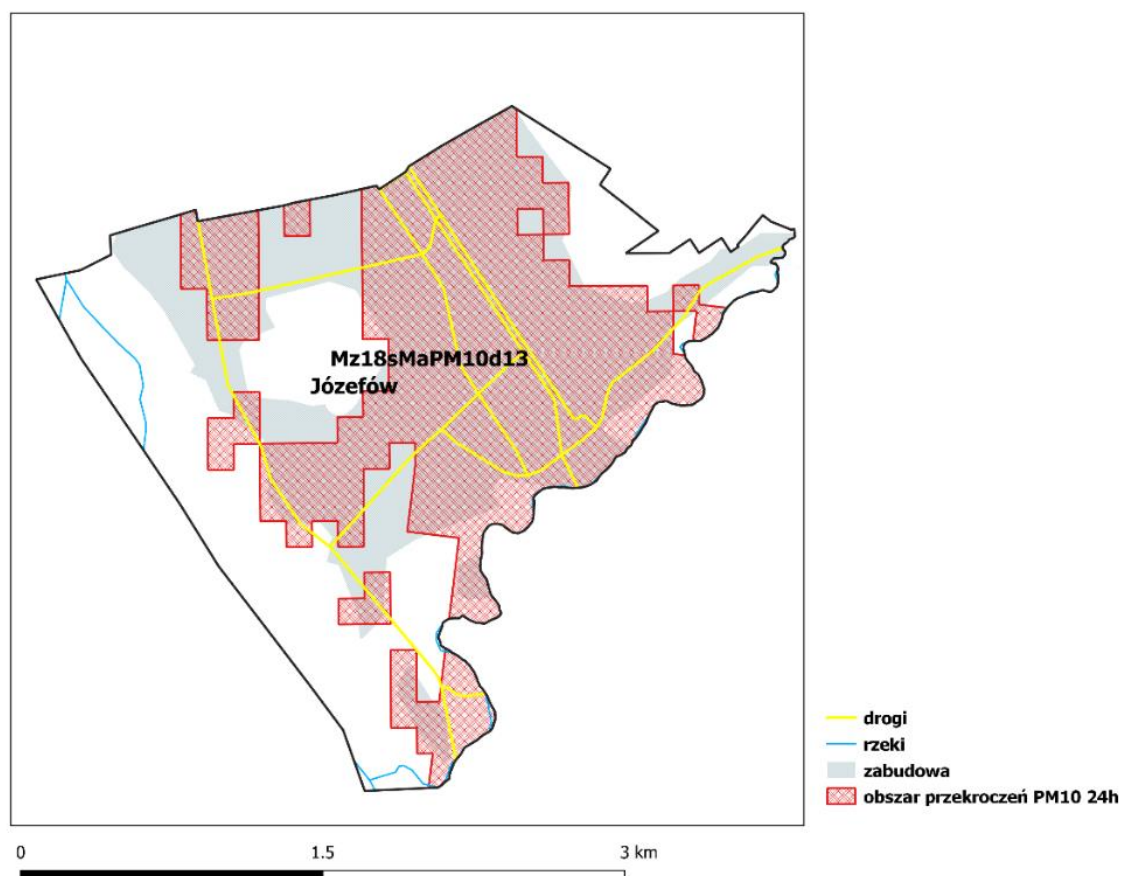 Mz18sMaPM10d13
Józefów
drogi
rzeki
zabudowa
obszar przekroczeń PM10 24h
0 1.5 3 km